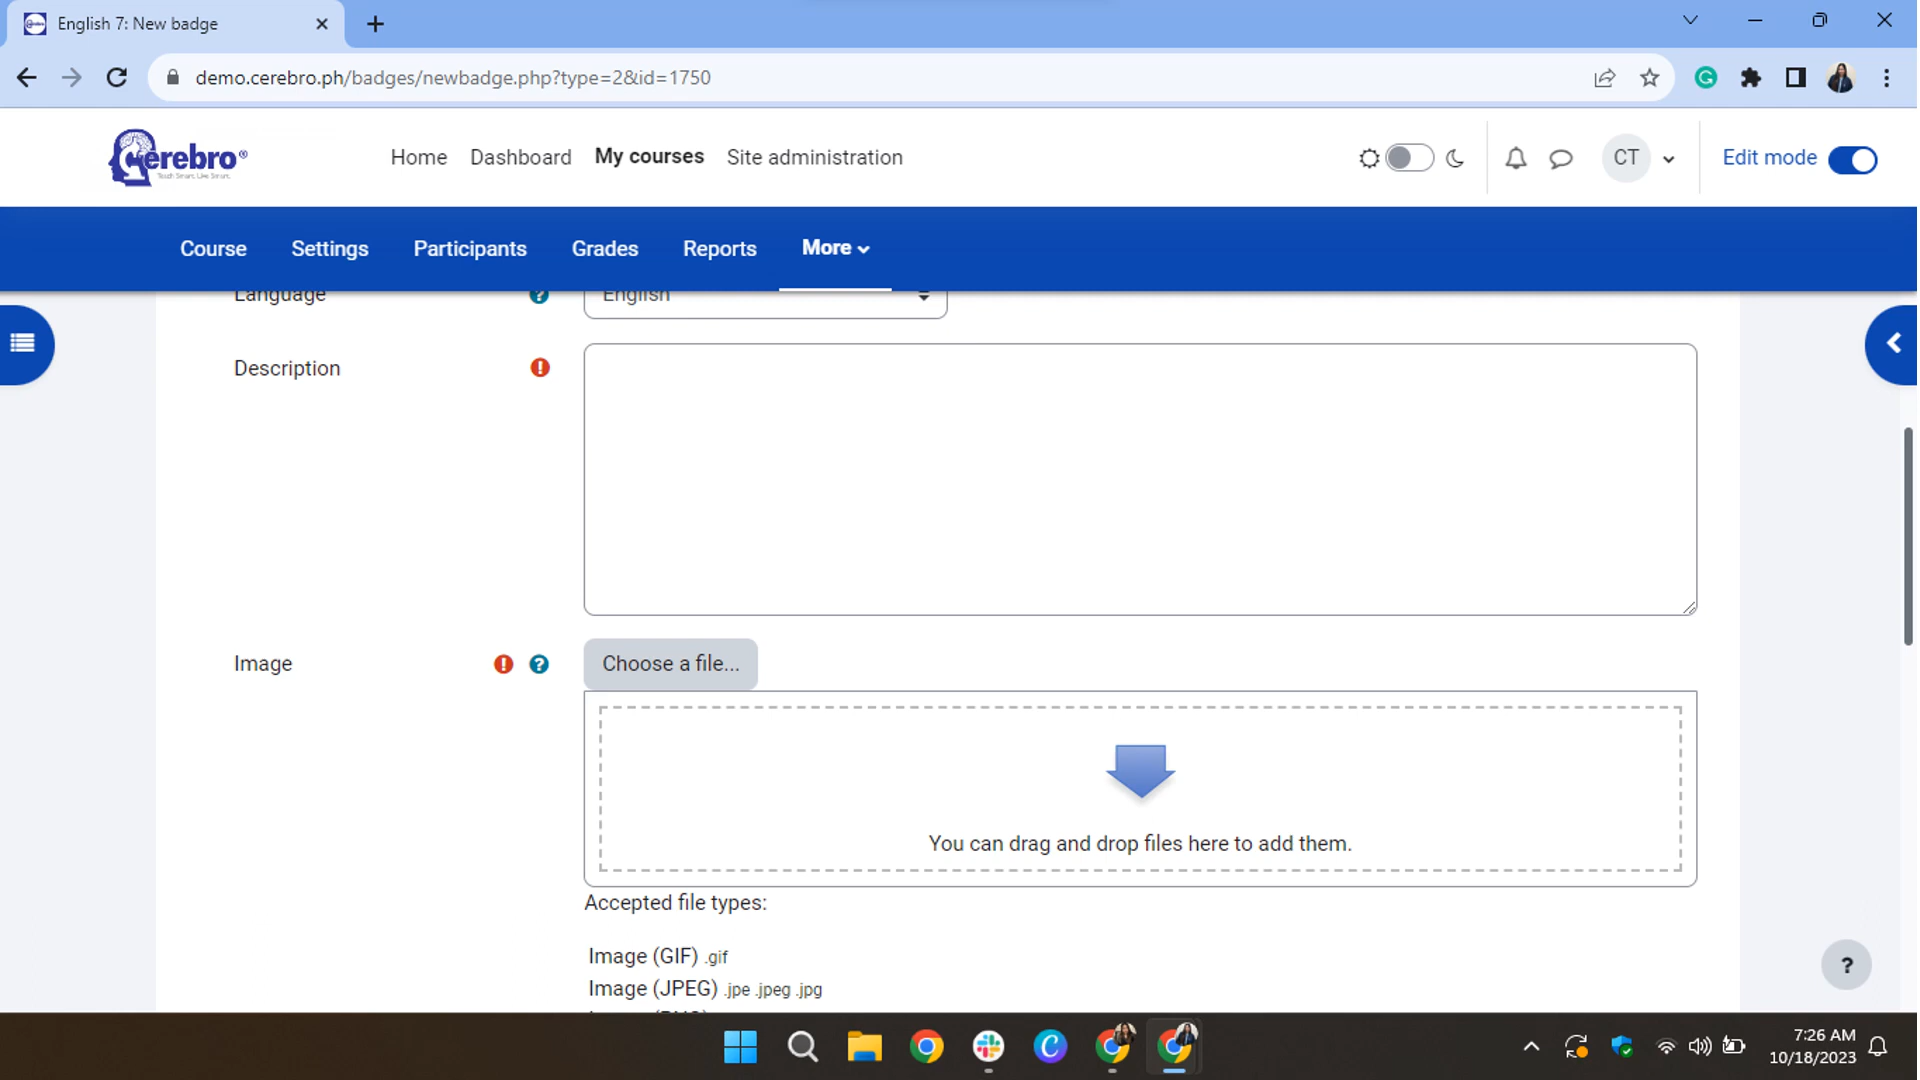 English 7: New badge
demo.cerebro.ph/badges/newbadge.php?type=2&id=1750
Cerebro®
Teach Smart. Live Smart.
Home Dashboard My courses Site administration
CT
Edit mode
Course Settings Participants Grades Reports More
Language ? English
Description !
Image ! ? Choose a file...
You can drag and drop files here to add them.
Accepted file types:
Image (GIF) .gif
Image (JPEG) .jpe .jpeg .jpg
?
7:26 AM
10/18/2023